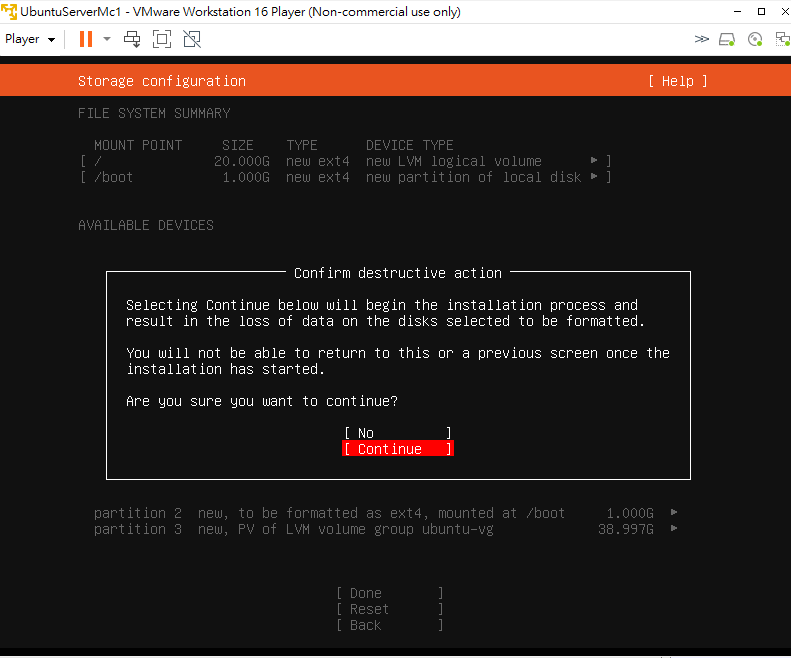 UbuntuServerMc1 - VMware Workstation 16 Player (Non-commercial use only)
Player
Storage configuration [ Help ]
FILE SYSTEM SUMMARY
MOUNT POINT SIZE TYPE DEVICE TYPE
[ / 20.000G new ext4 new LVM logical volume ▸ ]
[ /boot 1.000G new ext4 new partition of local disk ▸ ]
AVAILABLE DEVICES
Confirm destructive action
Selecting Continue below will begin the installation process and
result in the loss of data on the disks selected to be formatted.
You will not be able to return to this or a previous screen once the
installation has started.
Are you sure you want to continue?
[ No ]
[ Continue ]
partition 2 new, to be formatted as ext4, mounted at /boot 1.000G ▸
partition 3 new, PV of LVM volume group ubuntu-vg 38.997G ▸
[ Done ]
[ Reset ]
[ Back ]